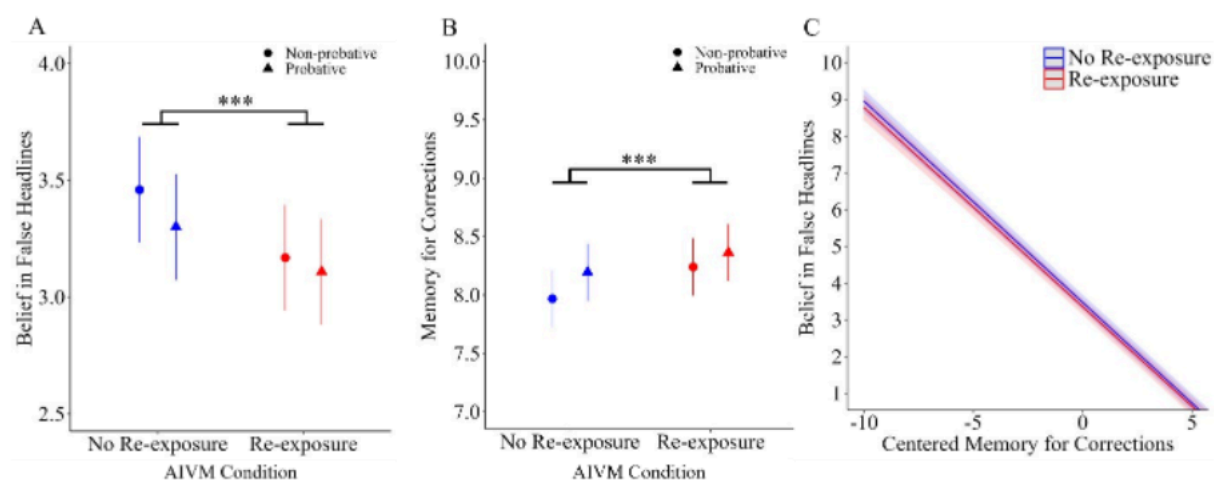 A
Non-probative
Probative
4.0
3.5
3.0
2.5
***
Belief in False Headlines
No Re-exposure
Re-exposure
AIVM Condition
B
Non-probative
Probative
10.0
9.5
9.0
8.5
8.0
7.5
7.0
***
Memory for Corrections
No Re-exposure
Re-exposure
AIVM Condition
C
No Re-exposure
Re-exposure
10
9
8
7
6
5
4
3
2
1
Belief in False Headlines
-10
-5
0
5
Centered Memory for Corrections